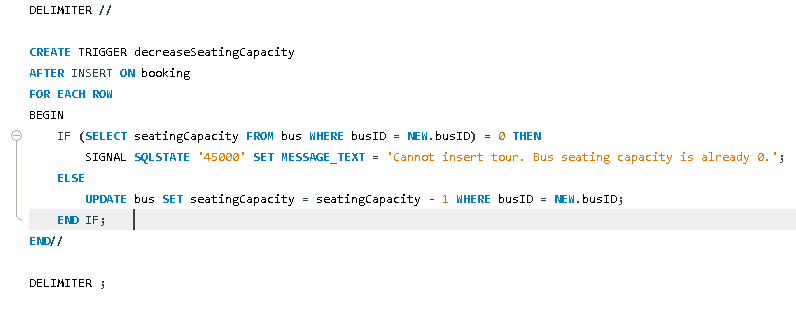 DELIMITER //
CREATE TRIGGER decreaseSeatingCapacity
AFTER INSERT ON booking
FOR EACH ROW
BEGIN
IF (SELECT seatingCapacity FROM bus WHERE busID = NEW.busID) = 0 THEN
SIGNAL SQLSTATE '45000' SET MESSAGE_TEXT = 'Cannot insert tour. Bus seating capacity is already 0.';
ELSE
UPDATE bus SET seatingCapacity = seatingCapacity - 1 WHERE busID = NEW.busID;
END IF;
END//
DELIMITER ;